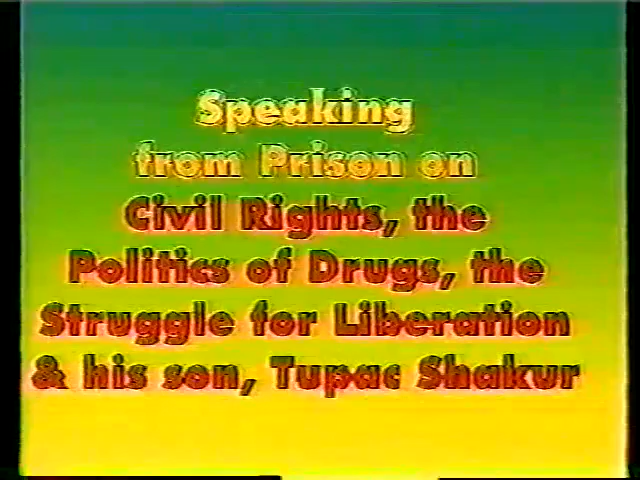 Speaking
from Prison on
Civil Rights, the
Politics of Drugs, the
Struggle for Liberation
& his son, Tupac Shakur